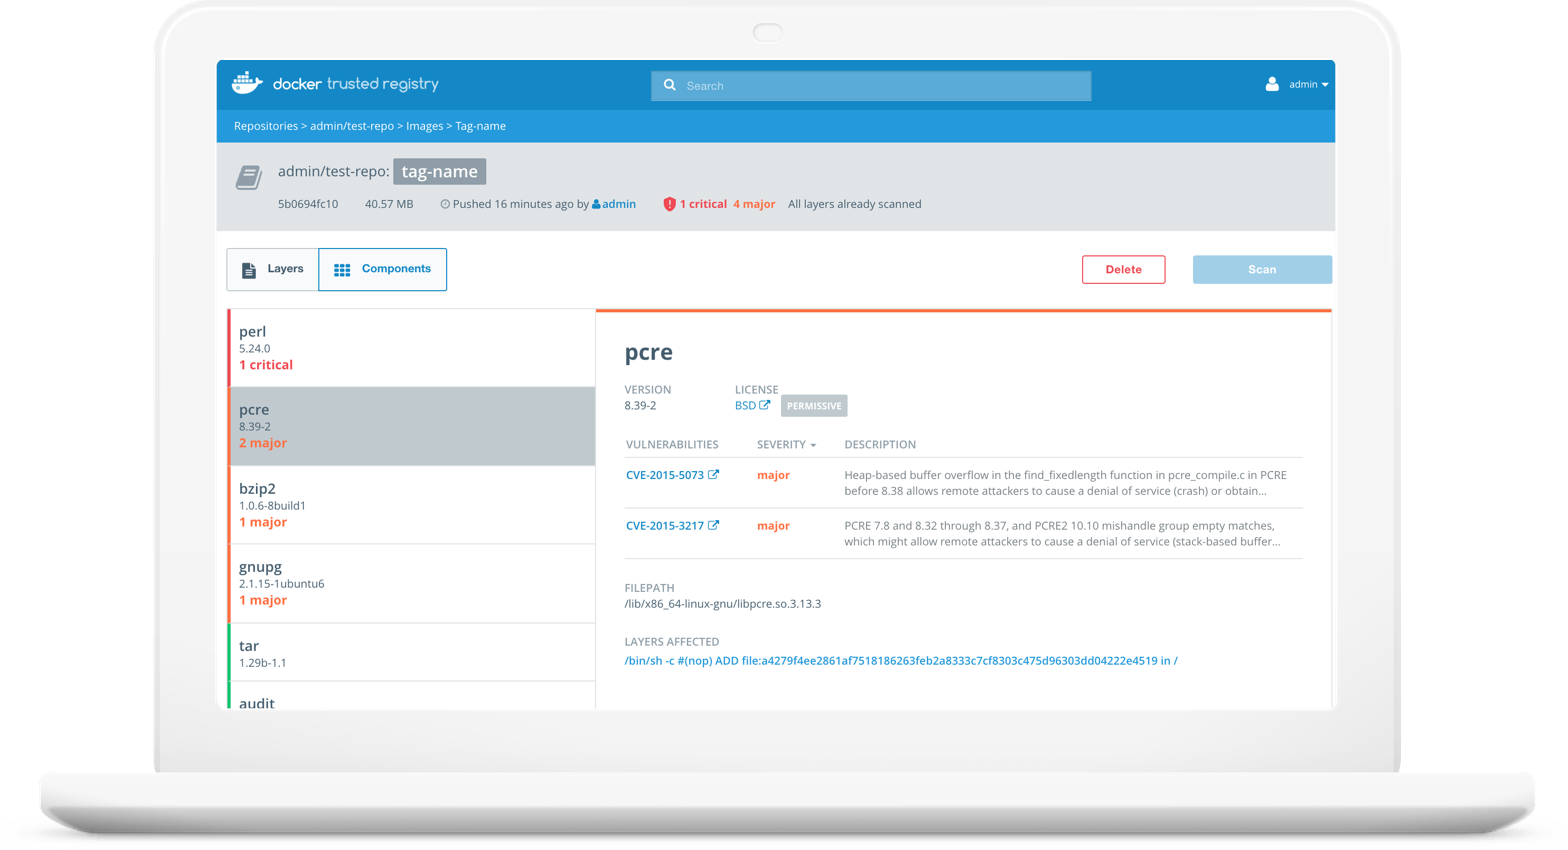 docker trusted registry
Search
admin
Repositories > admin/test-repo > Images > Tag-name
admin/test-repo: tag-name
5b0694fc10 40.57 MB Pushed 16 minutes ago by admin 1 critical 4 major All layers already scanned
Layers
Components
Delete
Scan
perl
5.24.0
1 critical
pcre
8.39-2
2 major
bzip2
1.0.6-8build1
1 major
gnupg
2.1.15-1ubuntu6
1 major
tar
1.29b-1.1
audit
pcre
VERSION LICENSE
8.39-2 BSD PERMISSIVE
VULNERABILITIES SEVERITY DESCRIPTION
CVE-2015-5073 major Heap-based buffer overflow in the find_fixedlength function in pcre_compile.c in PCRE
before 8.38 allows remote attackers to cause a denial of service (crash) or obtain...
CVE-2015-3217 major PCRE 7.8 and 8.32 through 8.37, and PCRE2 10.10 mishandle group empty matches,
which might allow remote attackers to cause a denial of service (stack-based buffer...
FILEPATH
/lib/x86_64-linux-gnu/libpcre.so.3.13.3
LAYERS AFFECTED
/bin/sh -c #(nop) ADD file:a4279f4ee2861af7518186263feb2a8333c7cf8303c475d96303dd04222e4519 in /